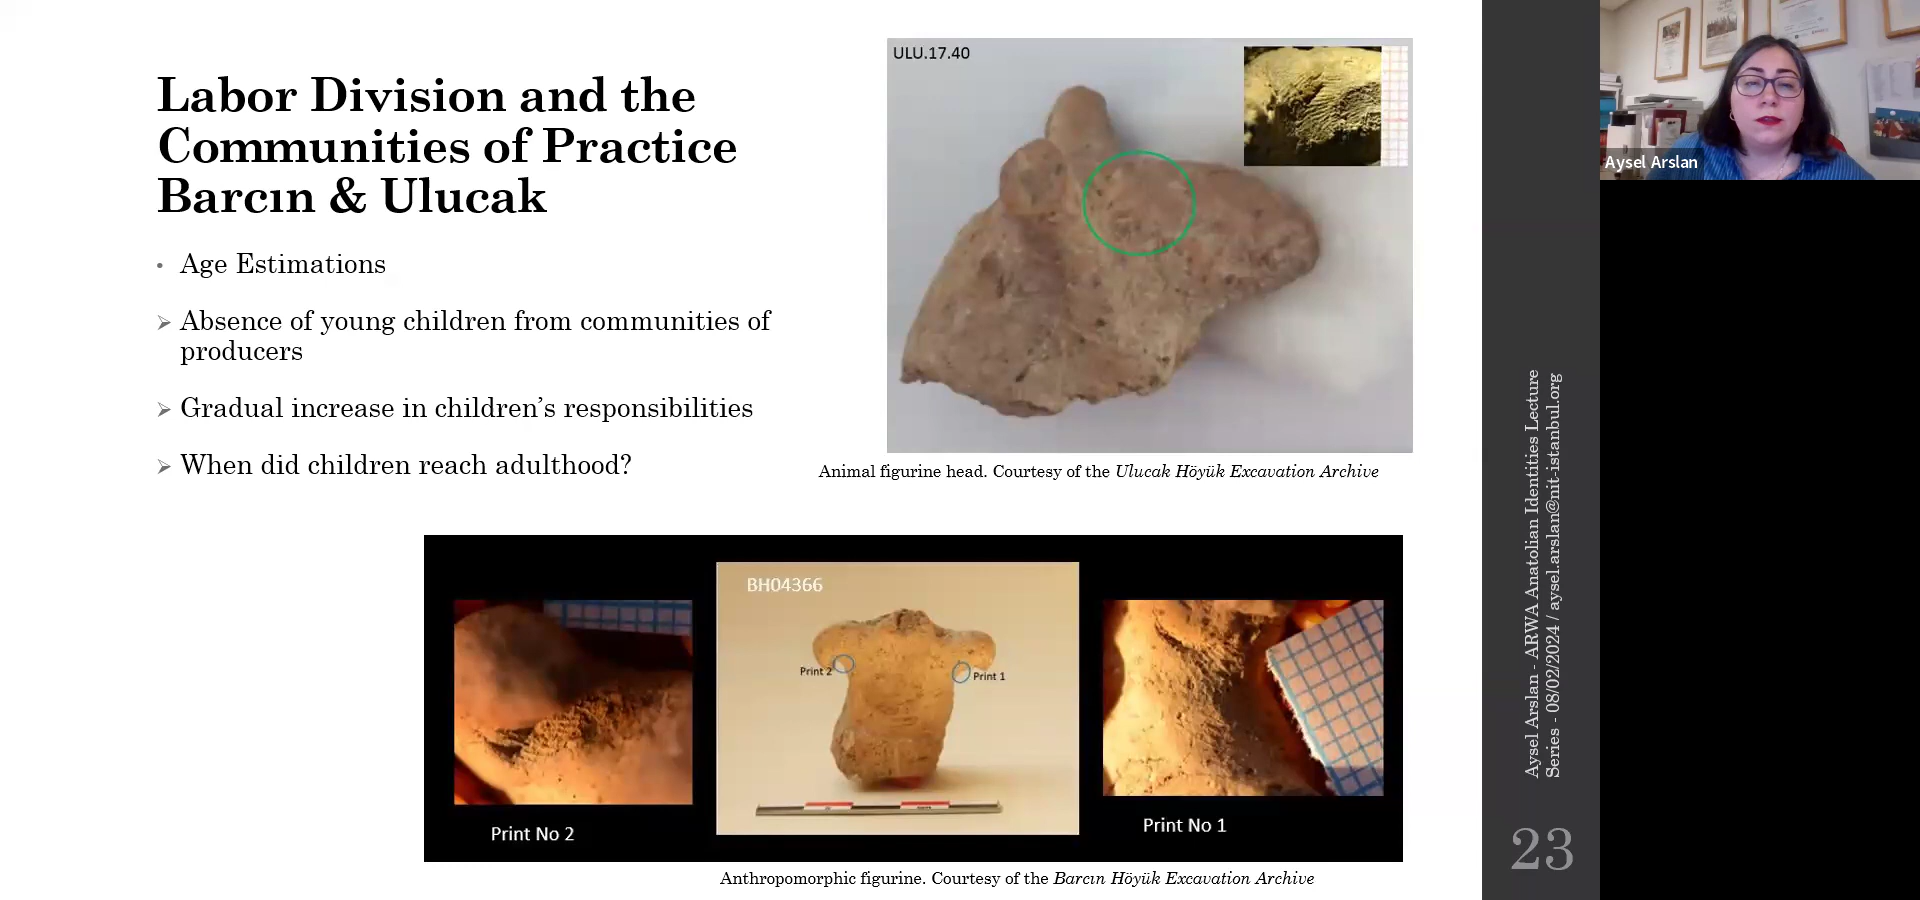 Labor Division and the
Communities of Practice
Barcın & Ulucak
• Age Estimations
➢ Absence of young children from communities of
producers
➢ Gradual increase in children’s responsibilities
➢ When did children reach adulthood?
ULU.17.40
Animal figurine head. Courtesy of the Ulucak Höyük Excavation Archive
BH04366
Print 2
Print 1
Print No 2
Print No 1
Anthropomorphic figurine. Courtesy of the Barcın Höyük Excavation Archive
Aysel Arslan - ARWA Anatolian Identities Lecture
Series - 08/02/2024 / aysel.arslan@nit-istanbul.org
23
Aysel Arslan